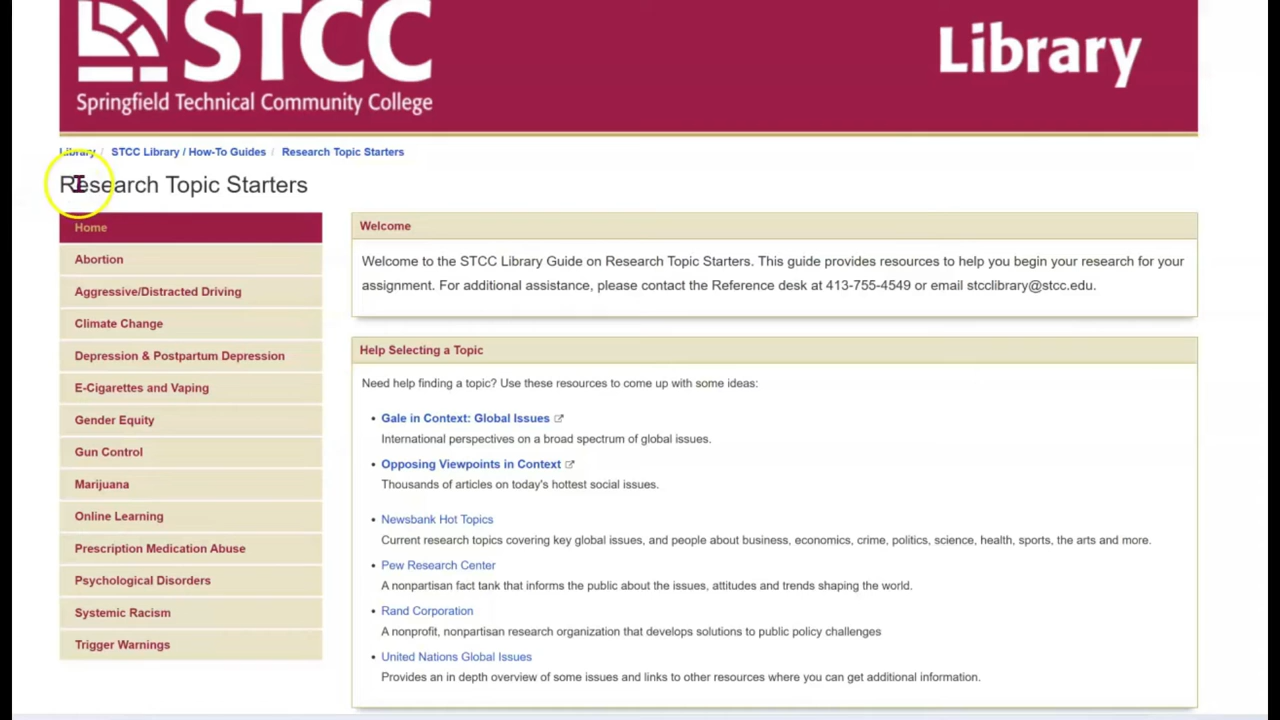 STCC
Springfield Technical Community College
Library
Library / STCC Library / How-To Guides / Research Topic Starters
Research Topic Starters
Home
Abortion
Aggressive/Distracted Driving
Climate Change
Depression & Postpartum Depression
E-Cigarettes and Vaping
Gender Equity
Gun Control
Marijuana
Online Learning
Prescription Medication Abuse
Psychological Disorders
Systemic Racism
Trigger Warnings
Welcome
Welcome to the STCC Library Guide on Research Topic Starters. This guide provides resources to help you begin your research for your
assignment. For additional assistance, please contact the Reference desk at 413-755-4549 or email stcclibrary@stcc.edu.
Help Selecting a Topic
Need help finding a topic? Use these resources to come up with some ideas:
• Gale in Context: Global Issues
International perspectives on a broad spectrum of global issues.
• Opposing Viewpoints in Context
Thousands of articles on today's hottest social issues.
• Newsbank Hot Topics
Current research topics covering key global issues, and people about business, economics, crime, politics, science, health, sports, the arts and more.
• Pew Research Center
A nonpartisan fact tank that informs the public about the issues, attitudes and trends shaping the world.
• Rand Corporation
A nonprofit, nonpartisan research organization that develops solutions to public policy challenges
• United Nations Global Issues
Provides an in depth overview of some issues and links to other resources where you can get additional information.